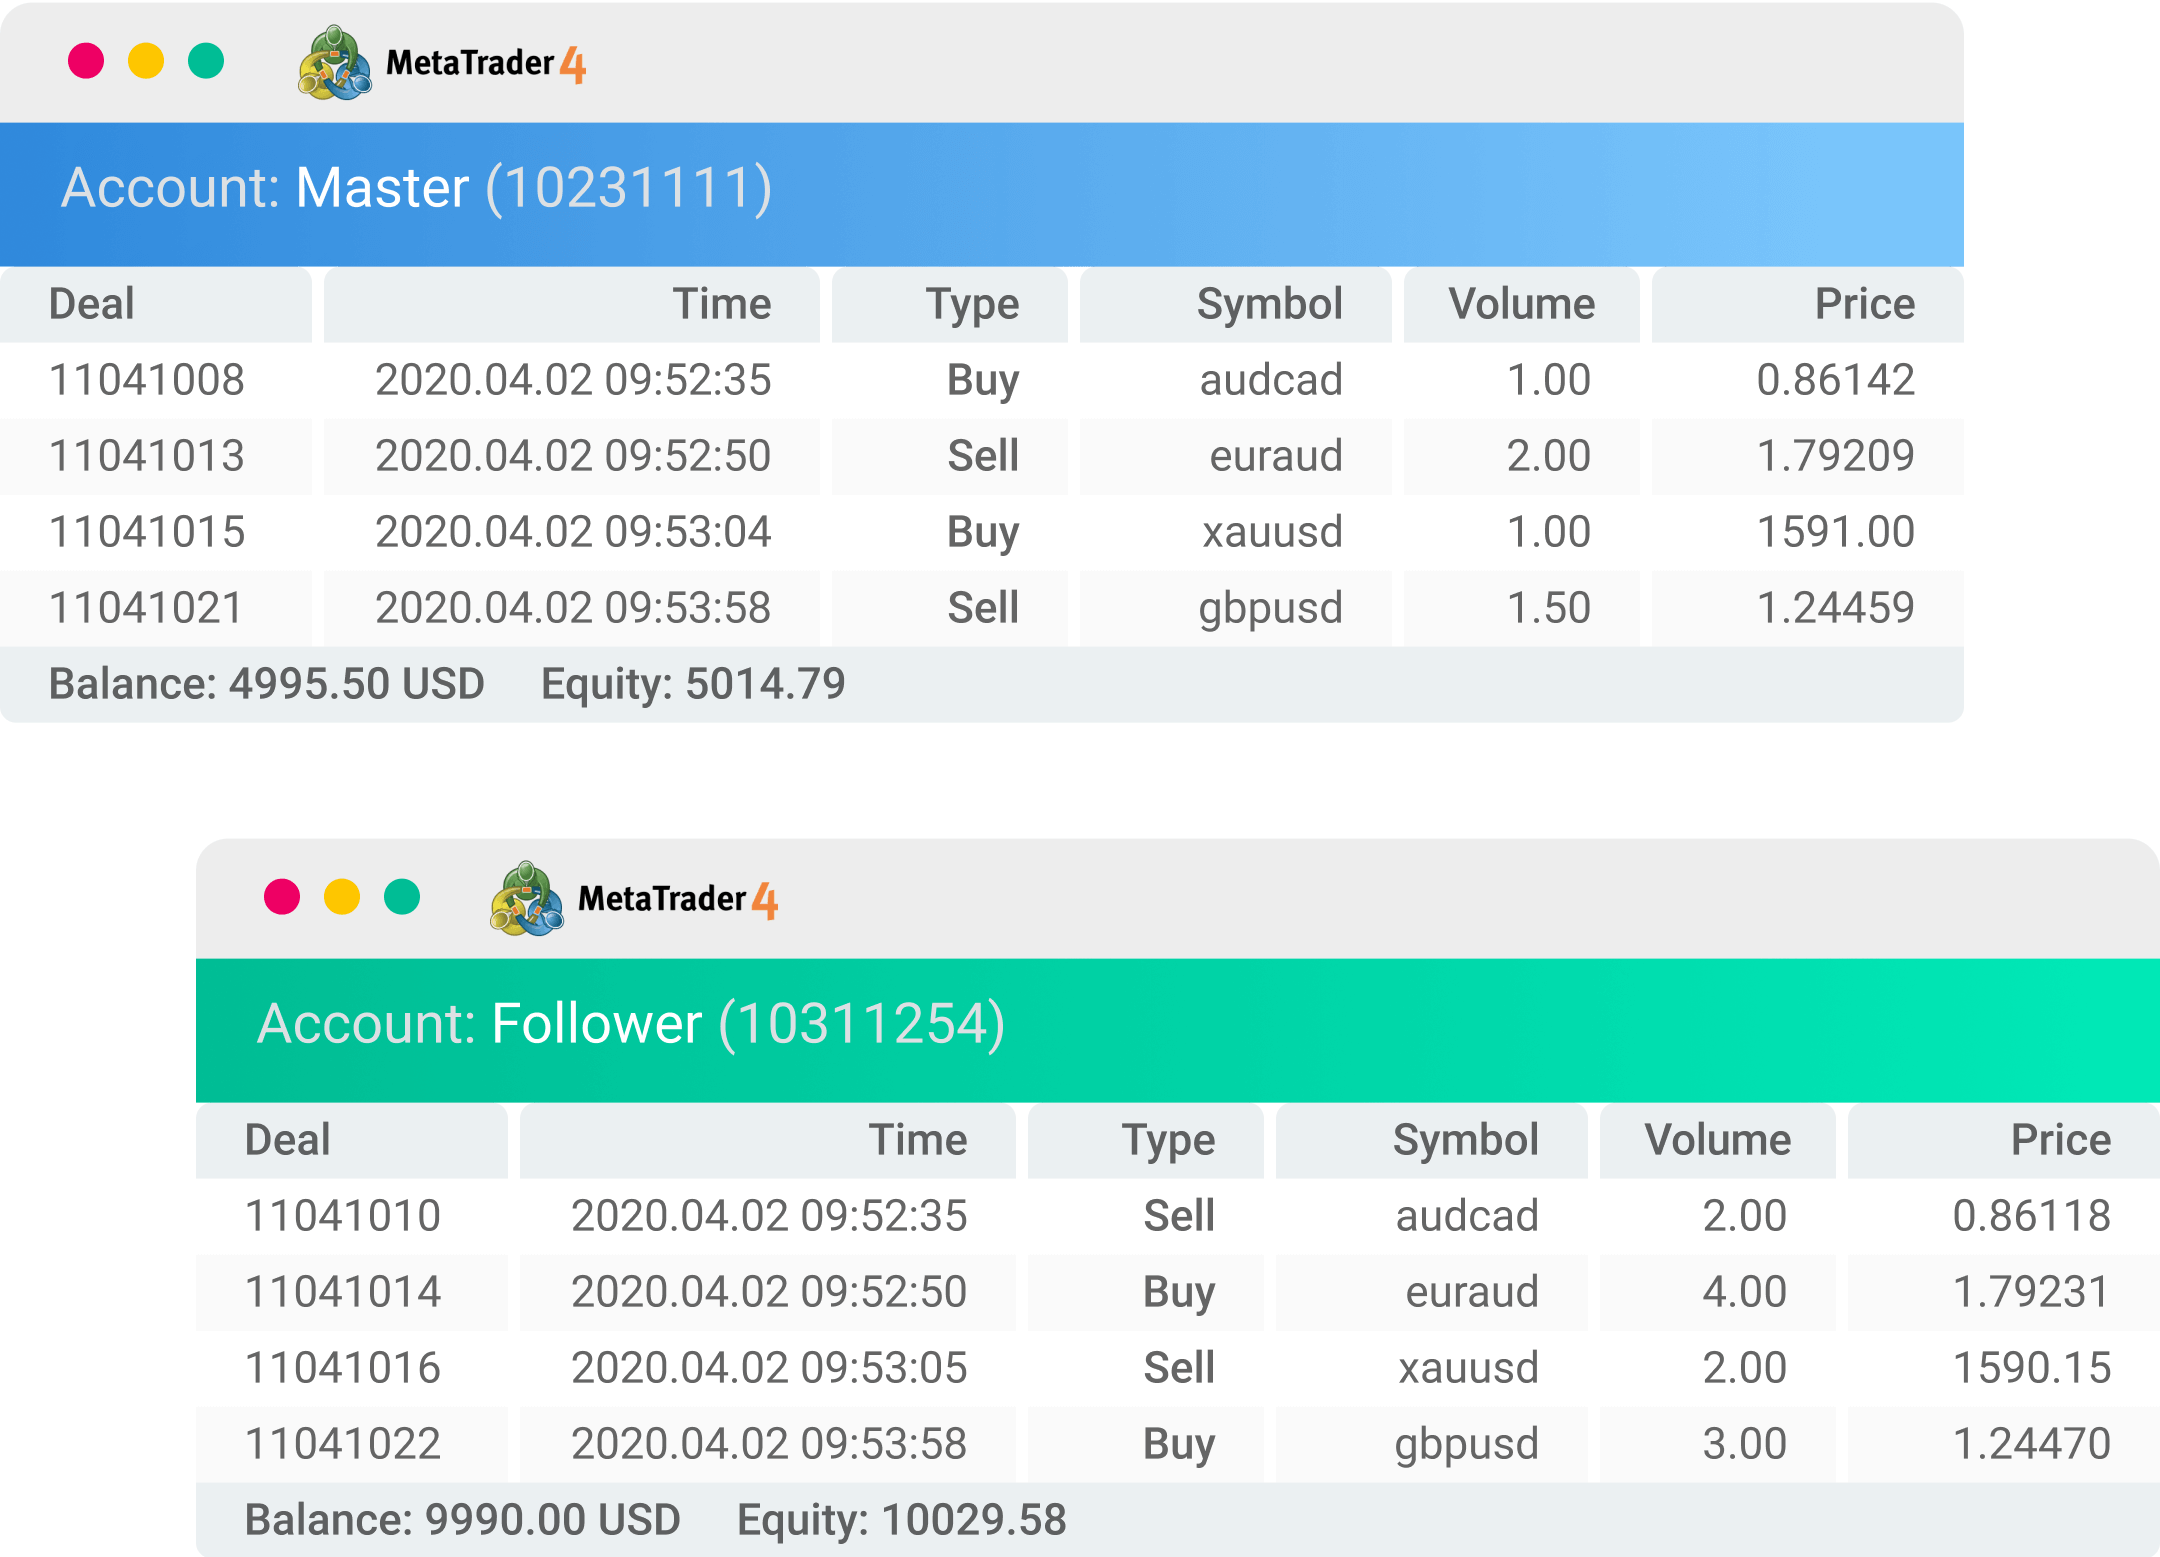 MetaTrader 4
Account: Master (10231111)
Deal Time Type Symbol Volume Price
11041008 2020.04.02 09:52:35 Buy audcad 1.00 0.86142
11041013 2020.04.02 09:52:50 Sell euraud 2.00 1.79209
11041015 2020.04.02 09:53:04 Buy xauusd 1.00 1591.00
11041021 2020.04.02 09:53:58 Sell gbpusd 1.50 1.24459
Balance: 4995.50 USD Equity: 5014.79
MetaTrader 4
Account: Follower (10311254)
Deal Time Type Symbol Volume Price
11041010 2020.04.02 09:52:35 Sell audcad 2.00 0.86118
11041014 2020.04.02 09:52:50 Buy euraud 4.00 1.79231
11041016 2020.04.02 09:53:05 Sell xauusd 2.00 1590.15
11041022 2020.04.02 09:53:58 Buy gbpusd 3.00 1.24470
Balance: 9990.00 USD Equity: 10029.58